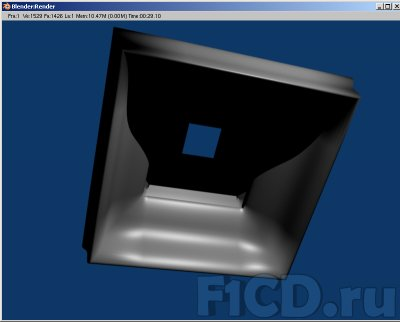 Blender:Render
Fra:1 Ve:1529 Fa:1426 La:1 Mem:10.47M (0.00M) Time:00:29.10
F1CD.ru